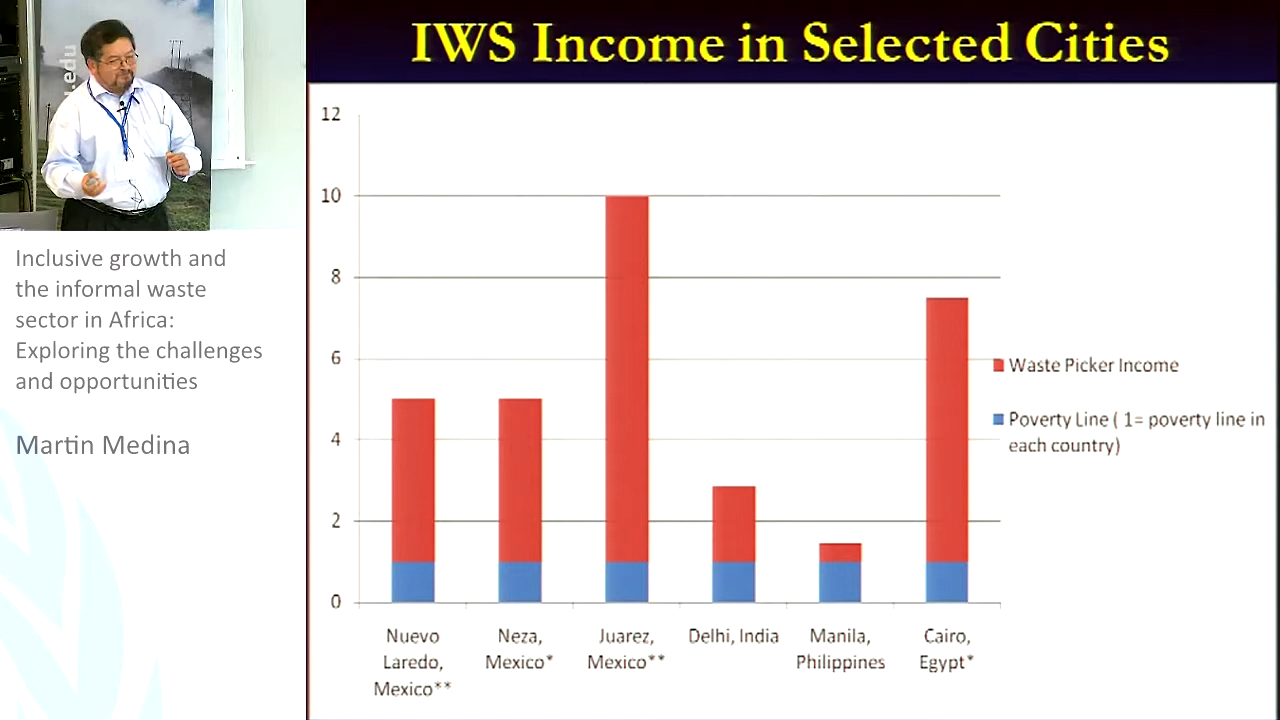 IWS Income in Selected Cities
.edu
Inclusive growth and
the informal waste
sector in Africa:
Exploring the challenges
and opportunities
Martin Medina
12
10
8
6
4
2
0
Nuevo
Laredo,
Mexico**
Neza,
Mexico*
Juarez,
Mexico**
Delhi, India
Manila,
Philippines
Cairo,
Egypt*
Waste Picker Income
Poverty Line ( 1= poverty line in
each country)